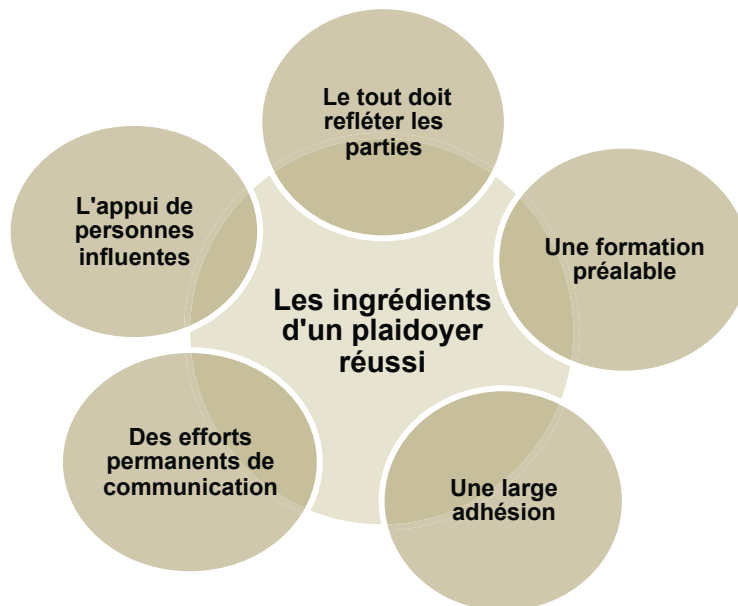 Le tout doit
refléter les
parties
L'appui de
personnes
influentes
Une formation
préalable
Les ingrédients
d'un plaidoyer
réussi
Des efforts
permanents de
communication
Une large
adhésion